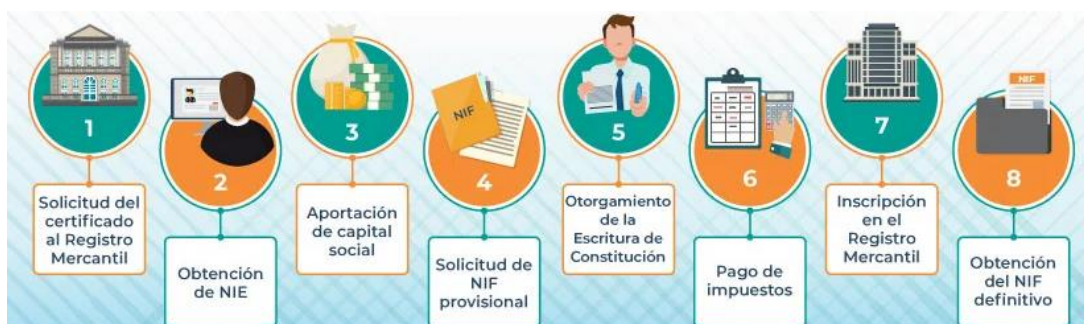 1
Solicitud del
certificado
al Registro
Mercantil
2
Obtención
de NIE
3
Aportación
de capital
social
NIF
4
Solicitud de
NIF
provisional
5
Otorgamiento
de la
Escritura de
Constitución
6
Pago de
impuestos
7
Inscripción
en el
Registro
Mercantil
NIF
8
Obtención
del NIF
definitivo